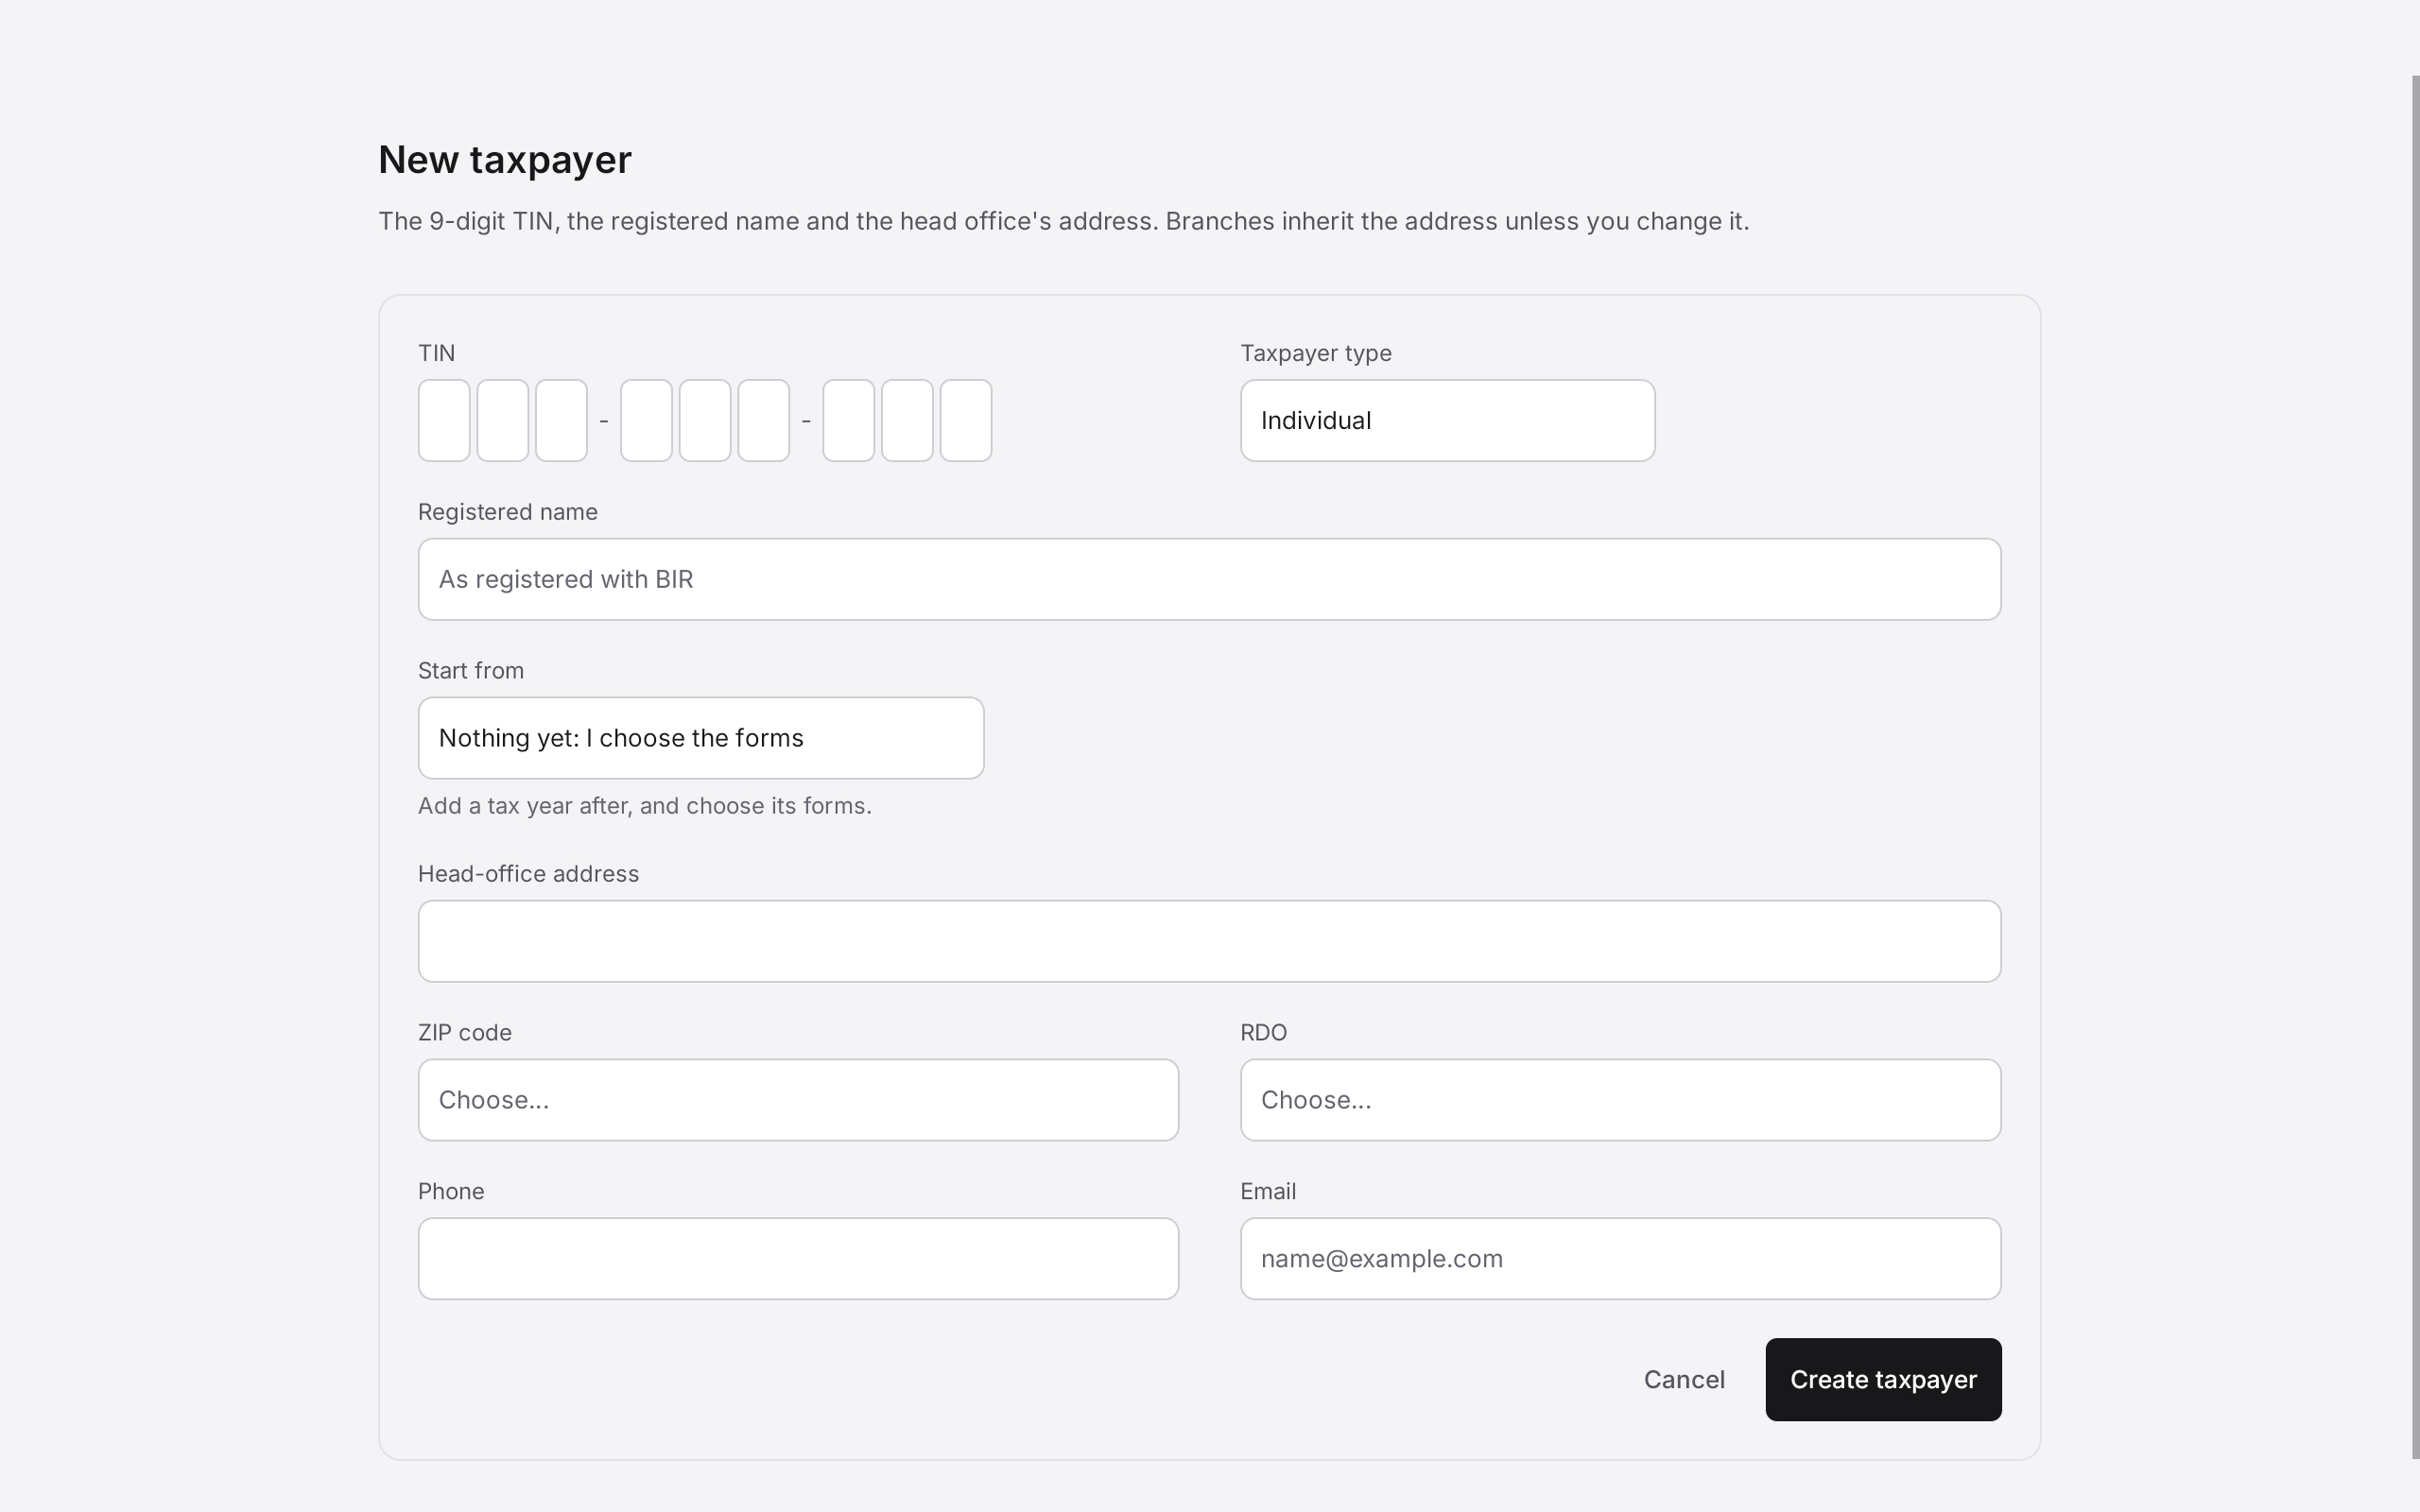 New taxpayer
The 9-digit TIN, the registered name and the head office's address. Branches inherit the address unless you change it.
TIN
Taxpayer type
- -
Individual
Registered name
As registered with BIR
Start from
Nothing yet: I choose the forms
Add a tax year after, and choose its forms.
Head-office address
ZIP code
RDO
Choose...
Choose...
Phone
Email
name@example.com
Cancel
Create taxpayer